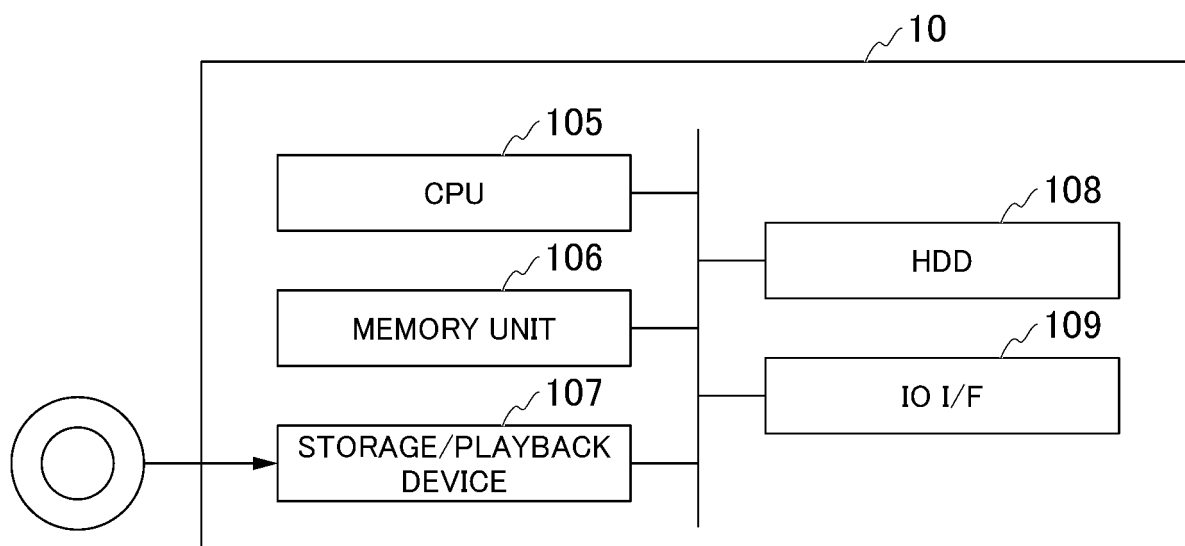 10
105
CPU
108
HDD
106
MEMORY UNIT
109
IO I/F
107
STORAGE/PLAYBACK
DEVICE